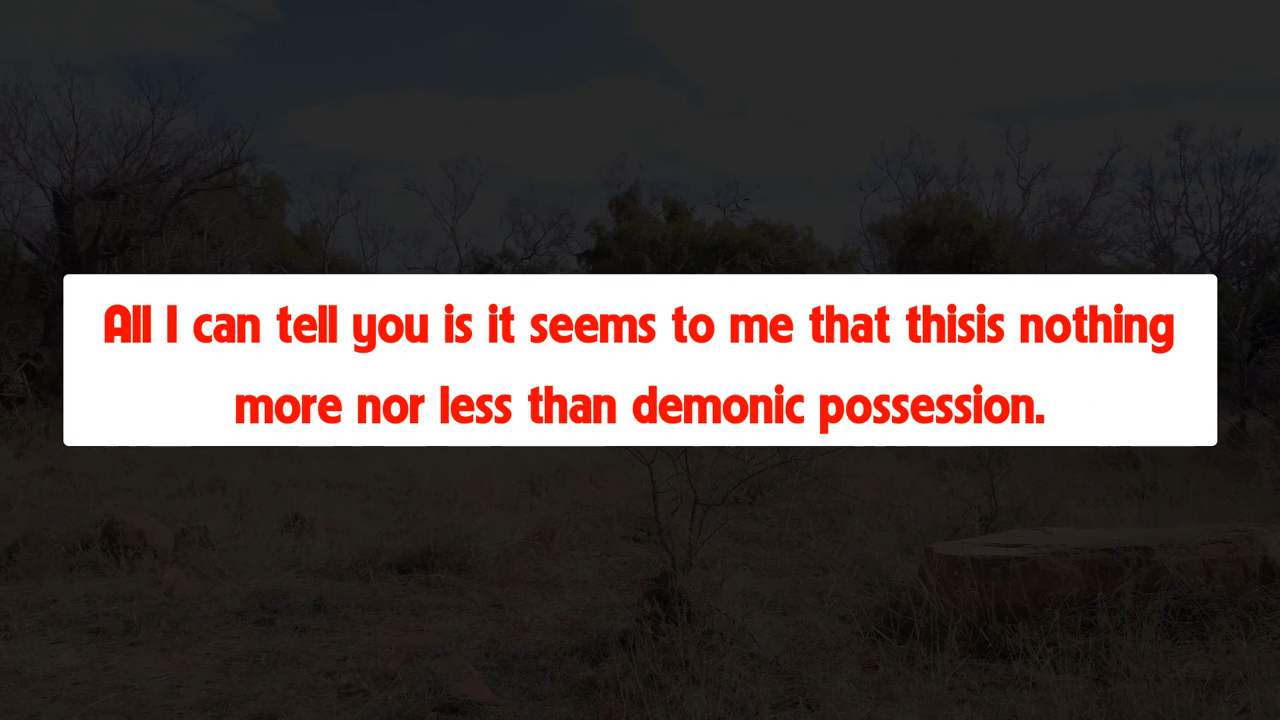 All I can tell you is it seems to me that thisis nothing
more nor less than demonic possession.